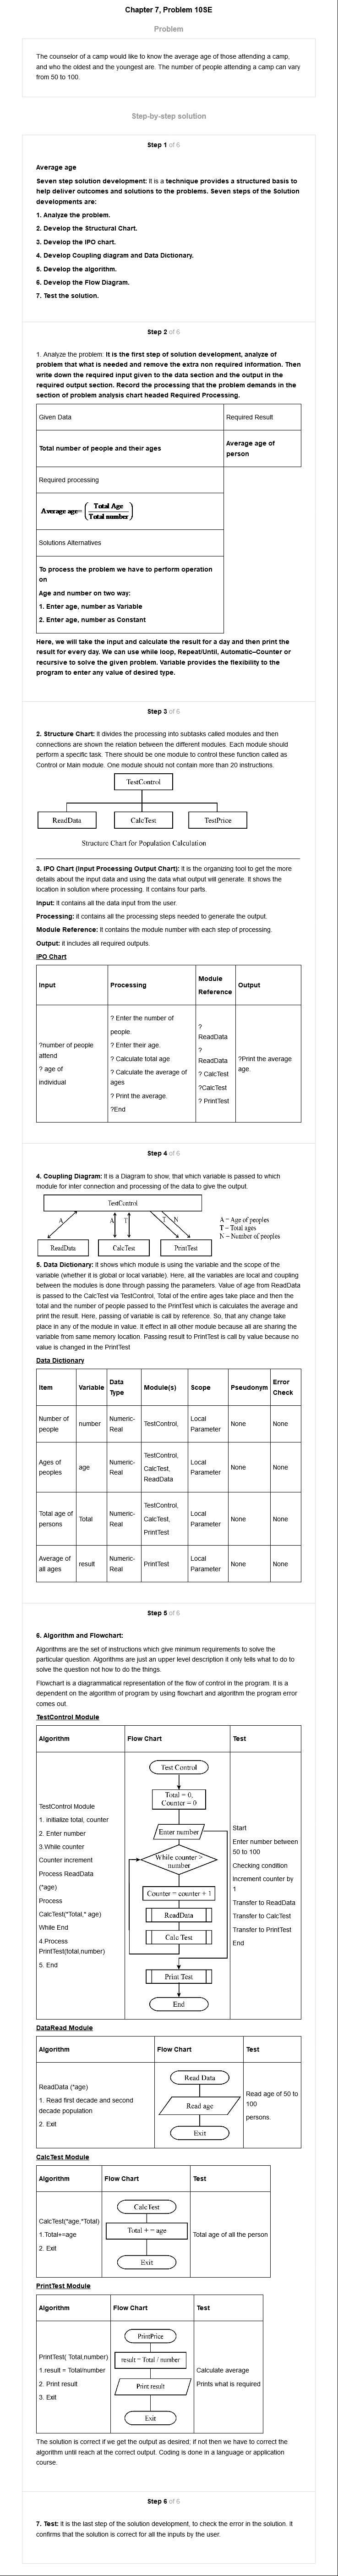 Chapter 7, Problem 10SE
Problem
The counselor of a camp would like to know the average age of those attending a camp,
and who the oldest and the youngest are. The number of people attending a camp can vary
from 50 to 100.
Step-by-step solution
Step 1 of 6
Average age
Seven step solution development: It is a technique provides a structured basis to
help deliver outcomes and solutions to the problems. Seven steps of the Solution
developments are:
1. Analyze the problem.
2. Develop the Structural Chart.
3. Develop the IPO chart.
4. Develop Coupling diagram and Data Dictionary.
5. Develop the algorithm.
6. Develop the Flow Diagram.
7. Test the solution.
Step 2 of 6
1. Analyze the problem: It is the first step of solution development, analyze of
problem that what is needed and remove the extra non required information. Then
write down the required input given to the data section and the output in the
required output section. Record the processing that the problem demands in the
section of problem analysis chart headed Required Processing.
Given Data
Required Result
Total number of people and their ages
Average age of
person
Required processing
Average age= ( Total Age
Total number )
Solutions Alternatives
To process the problem we have to perform operation
on
Age and number on two way:
1. Enter age, number as Variable
2. Enter age, number as Constant
Here, we will take the input and calculate the result for a day and then print the
result for every day. We can use while loop, Repeat/Until, Automatic–Counter or
recursive to solve the given problem. Variable provides the flexibility to the
program to enter any value of desired type.
Step 3 of 6
2. Structure Chart: It divides the processing into subtasks called modules and then
connections are shown the relation between the different modules. Each module should
perform a specific task. There should be one module to control these function called as
Control or Main module. One module should not contain more than 20 instructions.
TestControl
ReadData
CalcTest
TestPrice
Structure Chart for Population Calculation
3. IPO Chart (Input Processing Output Chart): It is the organizing tool to get the more
details about the input data and using the data what output will generate. It shows the
location in solution where processing. It contains four parts.
Input: It contains all the data input from the user.
Processing: it contains all the processing steps needed to generate the output.
Module Reference: It contains the module number with each step of processing.
Output: it includes all required outputs.
IPO Chart
Input
Processing
Module
Reference
Output
?number of people
attend
? age of
individual
? Enter the number of
people.
? Enter their age.
? Calculate total age
? Calculate the average of
ages
? Print the average.
?End
?
ReadData
?
ReadData
? CalcTest
?CalcTest
? PrintTest
?Print the average
age.
Step 4 of 6
4. Coupling Diagram: It is a Diagram to show, that which variable is passed to which
module for inter connection and processing of the data to give the output.
TestControl
A
A
T
T
N
ReadData
CalcTest
PrintTest
A = Age of peoples
T – Total ages
N – Number of peoples
5. Data Dictionary: It shows which module is using the variable and the scope of the
variable (whether it is global or local variable). Here, all the variables are local and coupling
between the modules is done through passing the parameters. Value of age from ReadData
is passed to the CalcTest via TestControl, Total of the entire ages take place and then the
total and the number of people passed to the PrintTest which is calculates the average and
print the result. Here, passing of variable is call by reference. So, that any change take
place in any of the module in value. It effect in all other module because all are sharing the
variable from same memory location. Passing result to PrintTest is call by value because no
value is changed in the PrintTest
Data Dictionary
Item
Variable
Data
Type
Module(s)
Scope
Pseudonym
Error
Check
Number of
people
number
Numeric-
Real
TestControl,
Local
Parameter
None
None
Ages of
peoples
age
Numeric-
Real
TestControl,
CalcTest,
ReadData
Local
Parameter
None
None
Total age of
persons
Total
Numeric-
Real
TestControl,
CalcTest,
PrintTest
Local
Parameter
None
None
Average of
all ages
result
Numeric-
Real
PrintTest
Local
Parameter
None
None
Step 5 of 6
6. Algorithm and Flowchart:
Algorithms are the set of instructions which give minimum requirements to solve the
particular question. Algorithms are just an upper level description it only tells what to do to
solve the question not how to do the things.
Flowchart is a diagrammatical representation of the flow of control in the program. It is a
dependent on the algorithm of program by using flowchart and algorithm the program error
comes out.
TestControl Module
Algorithm
Flow Chart
Test
TestControl Module
1. initialize total, counter
2. Enter number
3.While counter
Counter increment
Process ReadData
(*age)
Process
CalcTest(*Total,* age)
While End
4.Process
PrintTest(total,number)
5. End
Test Control
Total = 0,
Counter = 0
Enter number
While counter >
number
Counter = counter + 1
ReadData
Calc Test
Print Test
End
Start
Enter number between
50 to 100
Checking condition
Increment counter by
1
Transfer to ReadData
Transfer to CalcTest
Transfer to PrintTest
End
DataRead Module
Algorithm
Flow Chart
Test
ReadData (*age)
1. Read first decade and second
decade population
2. Exit
Read Data
Read age
Exit
Read age of 50 to
100
persons.
CalcTest Module
Algorithm
Flow Chart
Test
CalcTest(*age,*Total)
1.Total+=age
2. Exit
CalcTest
Total + = age
Exit
Total age of all the person
PrintTest Module
Algorithm
Flow Chart
Test
PrintTest( Total,number)
1.result = Total/number
2. Print result
3. Exit
PrintPrice
result = Total / number
Print result
Exit
Calculate average
Prints what is required
The solution is correct if we get the output as desired; if not then we have to correct the
algorithm until reach at the correct output. Coding is done in a language or application
course.
Step 6 of 6
7. Test: It is the last step of the solution development, to check the error in the solution. It
confirms that the solution is correct for all the inputs by the user.